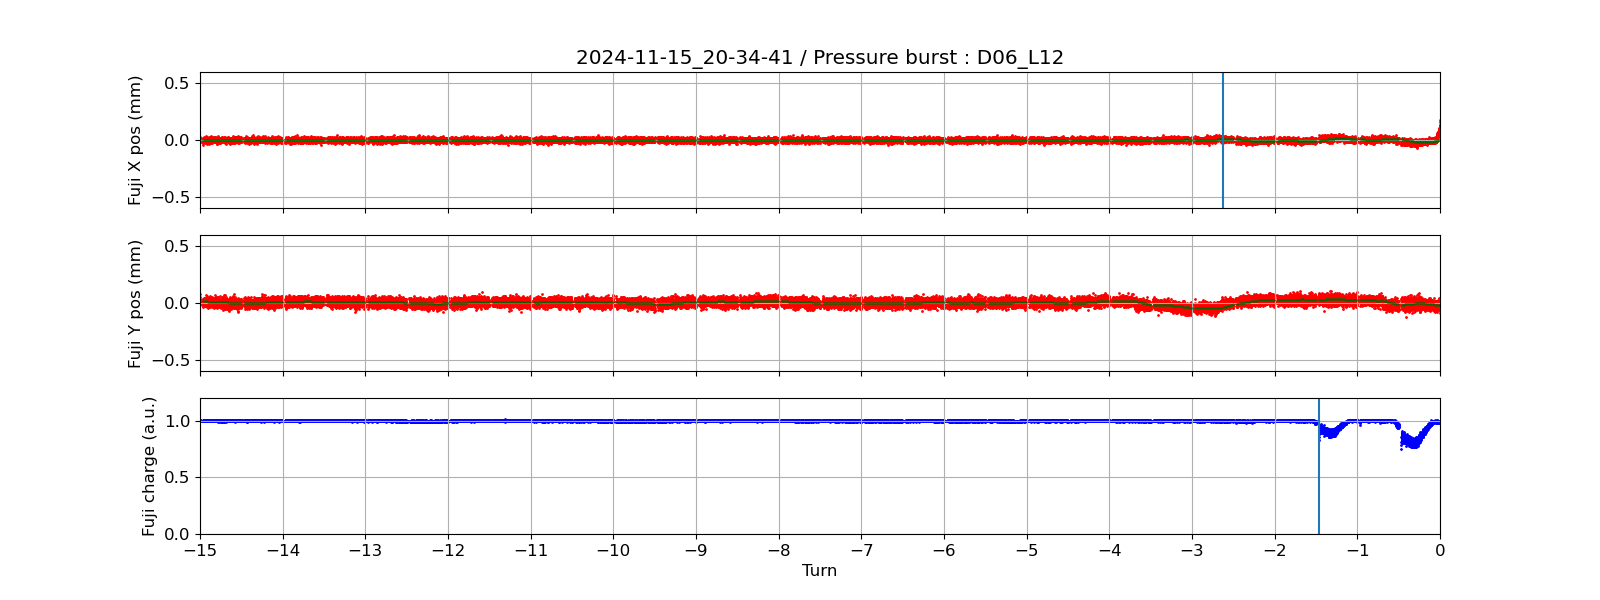 2024-11-15_20-34-41 / Pressure burst : D06_L12
Fuji X pos (mm)
0.5
0.0
−0.5
Fuji Y pos (mm)
0.5
0.0
−0.5
Fuji charge (a.u.)
1.0
0.5
0.0
−15 −14 −13 −12 −11 −10 −9 −8 −7 −6 −5 −4 −3 −2 −1 0
Turn